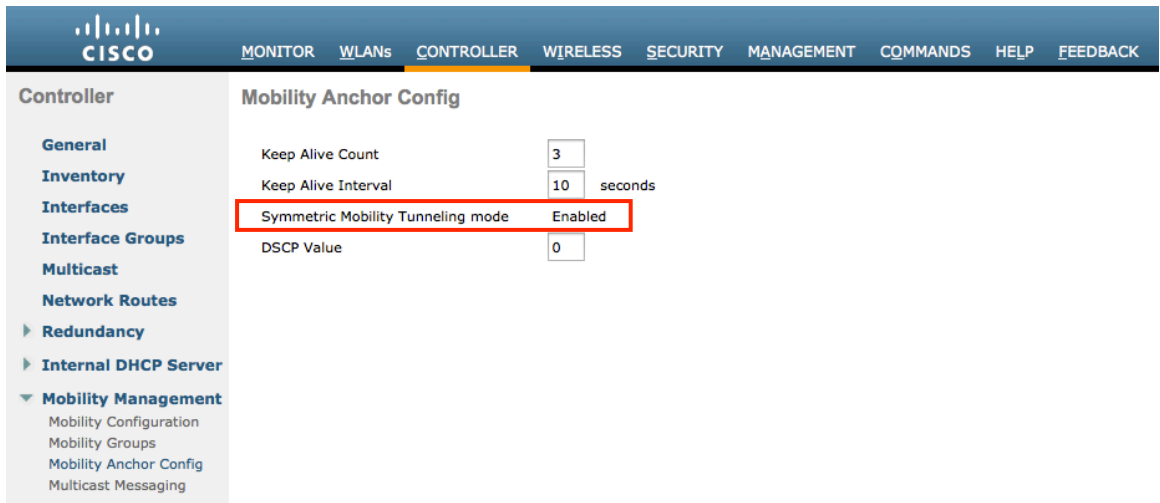 CISCO
MONITOR WLANs CONTROLLER WIRELESS SECURITY MANAGEMENT COMMANDS HELP FEEDBACK
Controller
General
Inventory
Interfaces
Interface Groups
Multicast
Network Routes
Redundancy
Internal DHCP Server
Mobility Management
Mobility Configuration
Mobility Groups
Mobility Anchor Config
Multicast Messaging
Mobility Anchor Config
Keep Alive Count 3
Keep Alive Interval 10 seconds
Symmetric Mobility Tunneling mode Enabled
DSCP Value 0